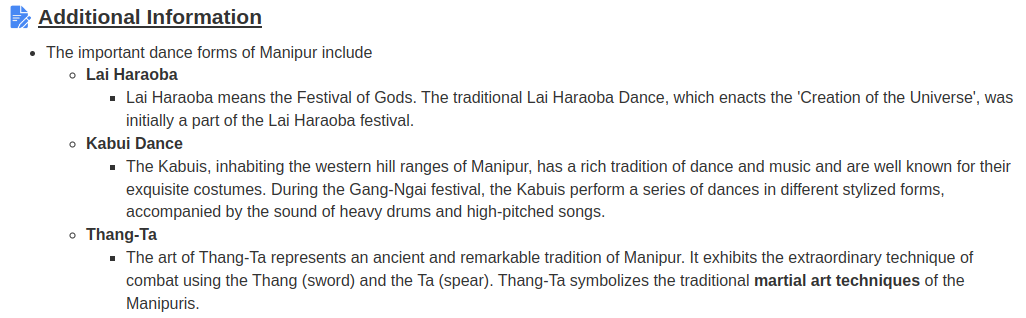 Additional Information
The important dance forms of Manipur include
Lai Haraoba
Lai Haraoba means the Festival of Gods. The traditional Lai Haraoba Dance, which enacts the 'Creation of the Universe', was
initially a part of the Lai Haraoba festival.
Kabui Dance
The Kabuis, inhabiting the western hill ranges of Manipur, has a rich tradition of dance and music and are well known for their
exquisite costumes. During the Gang-Ngai festival, the Kabuis perform a series of dances in different stylized forms,
accompanied by the sound of heavy drums and high-pitched songs.
Thang-Ta
The art of Thang-Ta represents an ancient and remarkable tradition of Manipur. It exhibits the extraordinary technique of
combat using the Thang (sword) and the Ta (spear). Thang-Ta symbolizes the traditional martial art techniques of the
Manipuris.